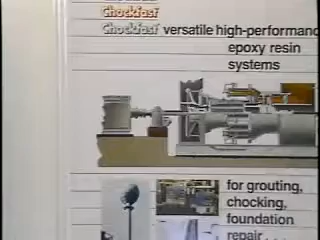 Chockfast
Chockfast versatile high-performanc
epoxy resin
systems
for grouting,
chocking,
foundation
repair